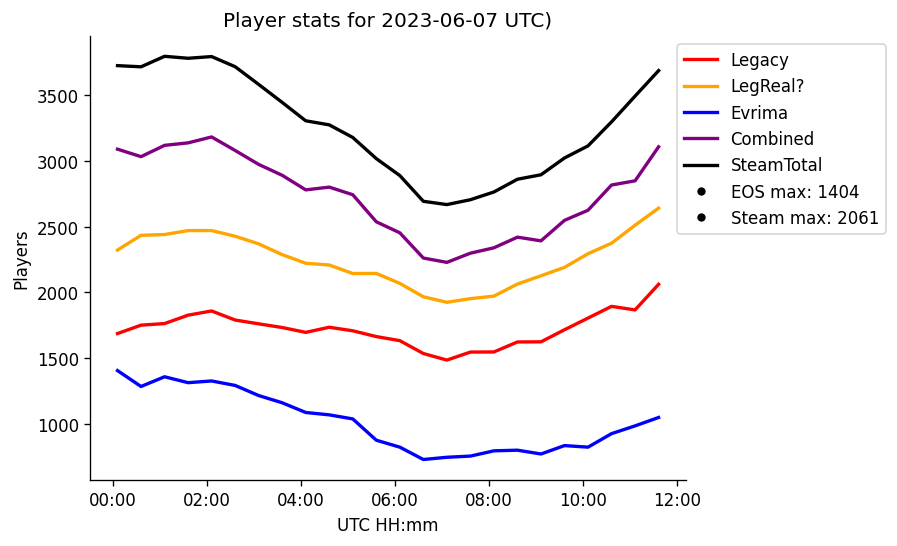 Player stats for 2023-06-07 UTC)
Legacy
LegReal?
Evrima
Combined
SteamTotal
EOS max: 1404
Steam max: 2061
Players
3500
3000
2500
2000
1500
1000
00:00 02:00 04:00 06:00 08:00 10:00 12:00
UTC HH:mm